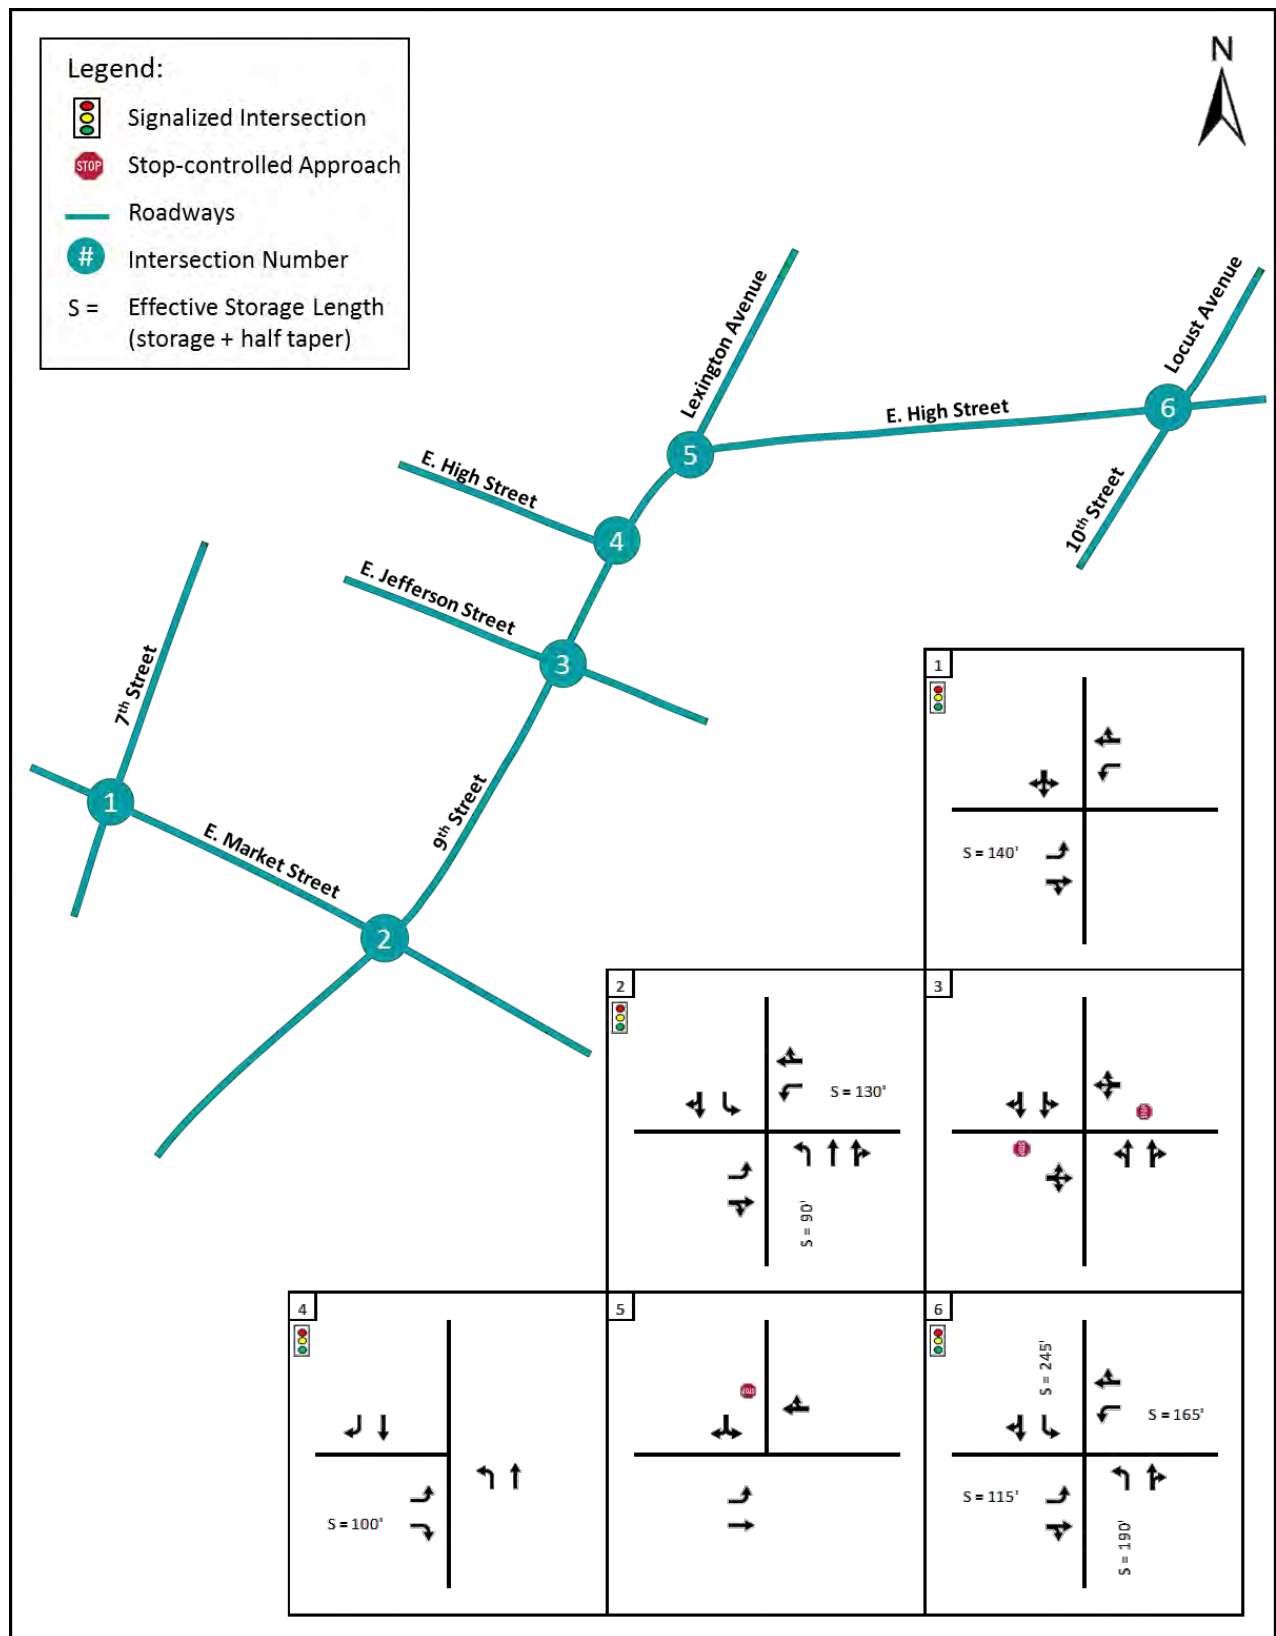 Legend:
Signalized Intersection
STOP
Stop-controlled Approach
Roadways
#
Intersection Number
S =
Effective Storage Length
(storage + half taper)
N
Lexington Avenue
Locust Avenue
E. High Street
6
5
E. High Street
10th Street
4
E. Jefferson Street
3
7th Street
1
E. Market Street
9th Street
2
1
S = 140'
2
S = 130'
S = 90'
3
4
S = 100'
5
6
S = 245'
S = 165'
S = 115'
S = 190'